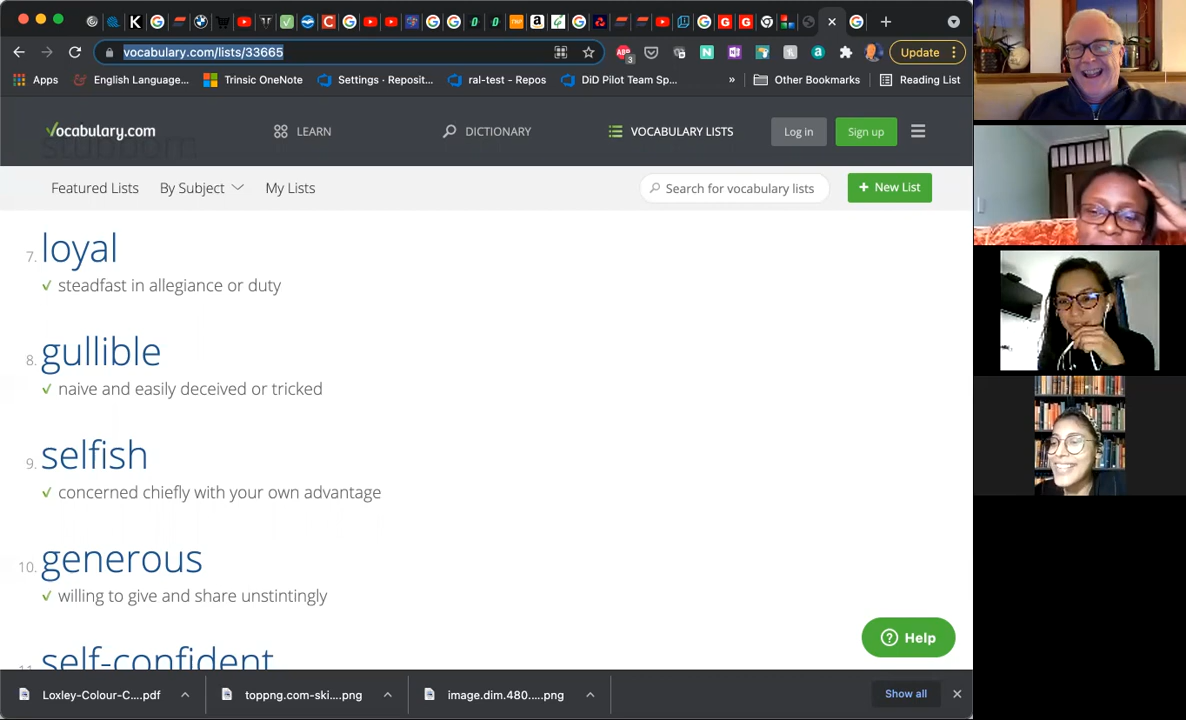 vocabulary.com/lists/33665
3
Update
Apps
English Language...
Trinsic OneNote
Settings · Reposit...
ral-test - Repos
DiD Pilot Team Sp...
»
Other Bookmarks
Reading List
stubborn
Vocabulary.com
LEARN
DICTIONARY
VOCABULARY LISTS
Log in
Sign up
Featured Lists
By Subject
My Lists
Search for vocabulary lists
+ New List
7. loyal
✓ steadfast in allegiance or duty
8. gullible
✓ naive and easily deceived or tricked
9. selfish
✓ concerned chiefly with your own advantage
10. generous
✓ willing to give and share unstintingly
11. self-confident
Help
Loxley-Colour-C....pdf
toppng.com-ski....png
image.dim.480.....png
Show all